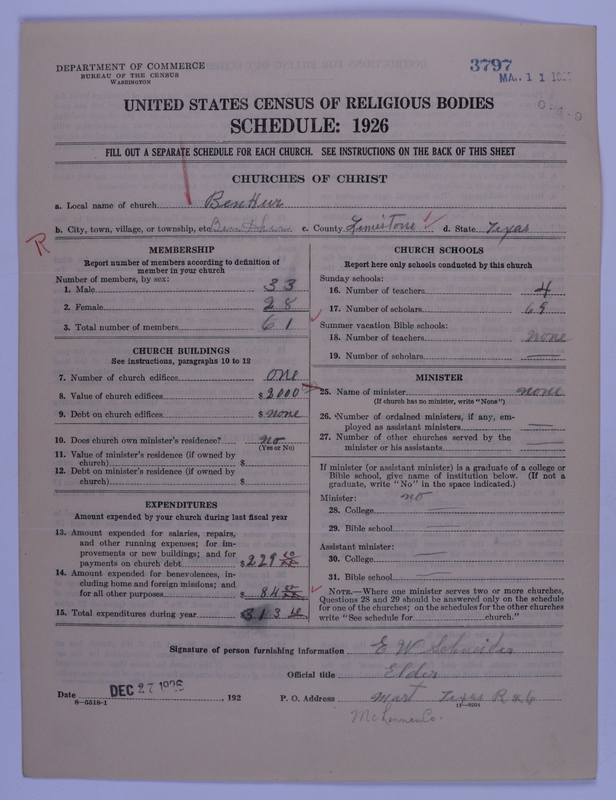 DEPARTMENT OF COMMERCE
BUREAU OF THE CENSUS
WASHINGTON
3797
MAR 11
UNITED STATES CENSUS OF RELIGIOUS BODIES
SCHEDULE: 1926
FILL OUT A SEPARATE SCHEDULE FOR EACH CHURCH. SEE INSTRUCTIONS ON THE BACK OF THIS SHEET
CHURCHES OF CHRIST
a. Local name of church Ben Hur
b. City, town, village, or township, etc. Ben Hur c. County LimesTone d. State Texas
R
MEMBERSHIP
Report number of members according to definition of member in your church
Number of members, by sex:
1. Male 33
2. Female 28
3. Total number of members 61
CHURCH BUILDINGS
See instructions, paragraphs 10 to 12
7. Number of church edifices one
8. Value of church edifices $2000
9. Debt on church edifices $ none
10. Does church own minister's residence? no
(Yes or No)
11. Value of minister's residence (if owned by
church) $
12. Debt on minister's residence (if owned by
church) $
EXPENDITURES
Amount expended by your church during last fiscal year
13. Amount expended for salaries, repairs,
and other running expenses; for im-
provements or new buildings; and for
payments on church debt $229
14. Amount expended for benevolences, in-
cluding home and foreign missions; and
for all other purposes $84
15. Total expenditures during year 313
CHURCH SCHOOLS
Report here only schools conducted by this church
Sunday schools:
16. Number of teachers 4
17. Number of scholars 69
Summer vacation Bible schools:
18. Number of teachers none
19. Number of scholars —
MINISTER
25. Name of minister none
(If church has no minister, write "None")
26. Number of ordained ministers, if any, em-
ployed as assistant ministers —
27. Number of other churches served by the
minister or his assistants —
If minister (or assistant minister) is a graduate of a college or
Bible school, give name of institution below. (If not a
graduate, write "No" in the space indicated.)
Minister: no
28. College —
29. Bible school —
Assistant minister:
30. College —
31. Bible school —
NOTE.—Where one minister serves two or more churches,
Questions 28 and 29 should be answered only on the schedule
for one of the churches; on the schedules for the other churches
write "See schedule for church."
Signature of person furnishing information E W Schneider
Official title Elder
Date DEC 27 1926, 192
P. O. Address Mart Texas R # 6
8-5518-1
McLennan Co.